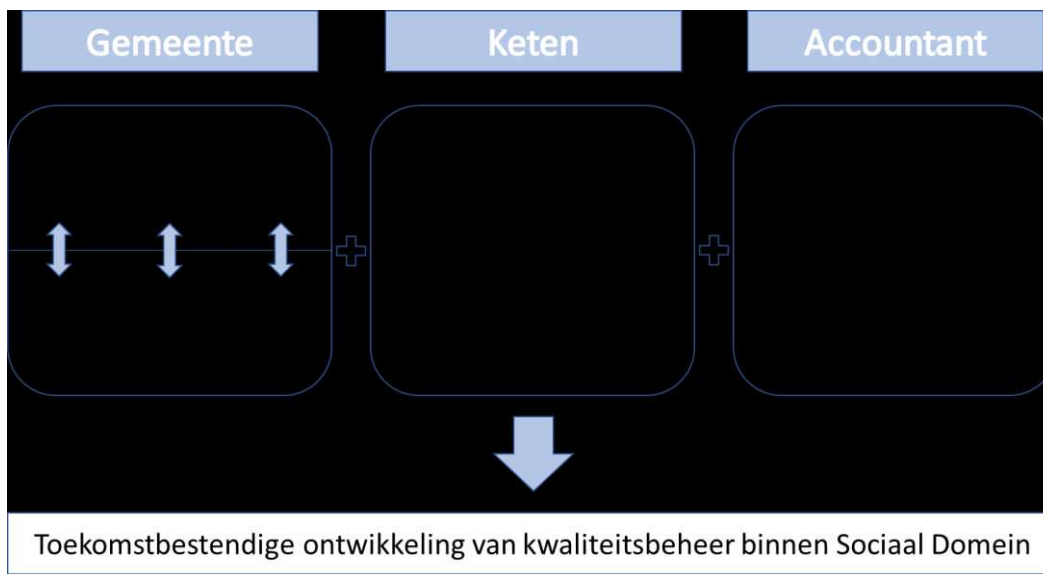 Gemeente
Keten
Accountant
Toekomstbestendige ontwikkeling van kwaliteitsbeheer binnen Sociaal Domein